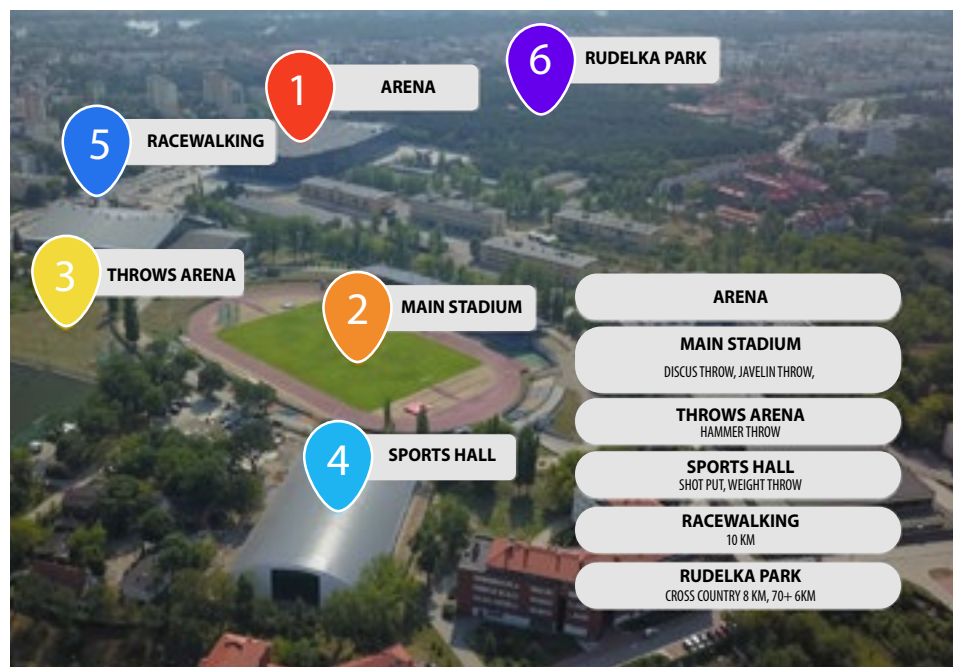 6
RUDELKA PARK
1
ARENA
5
RACEWALKING
3
THROWS ARENA
2
MAIN STADIUM
4
SPORTS HALL
ARENA
MAIN STADIUM
DISCUS THROW, JAVELIN THROW,
THROWS ARENA
HAMMER THROW
SPORTS HALL
SHOT PUT, WEIGHT THROW
RACEWALKING
10 KM
RUDELKA PARK
CROSS COUNTRY 8 KM, 70+ 6KM